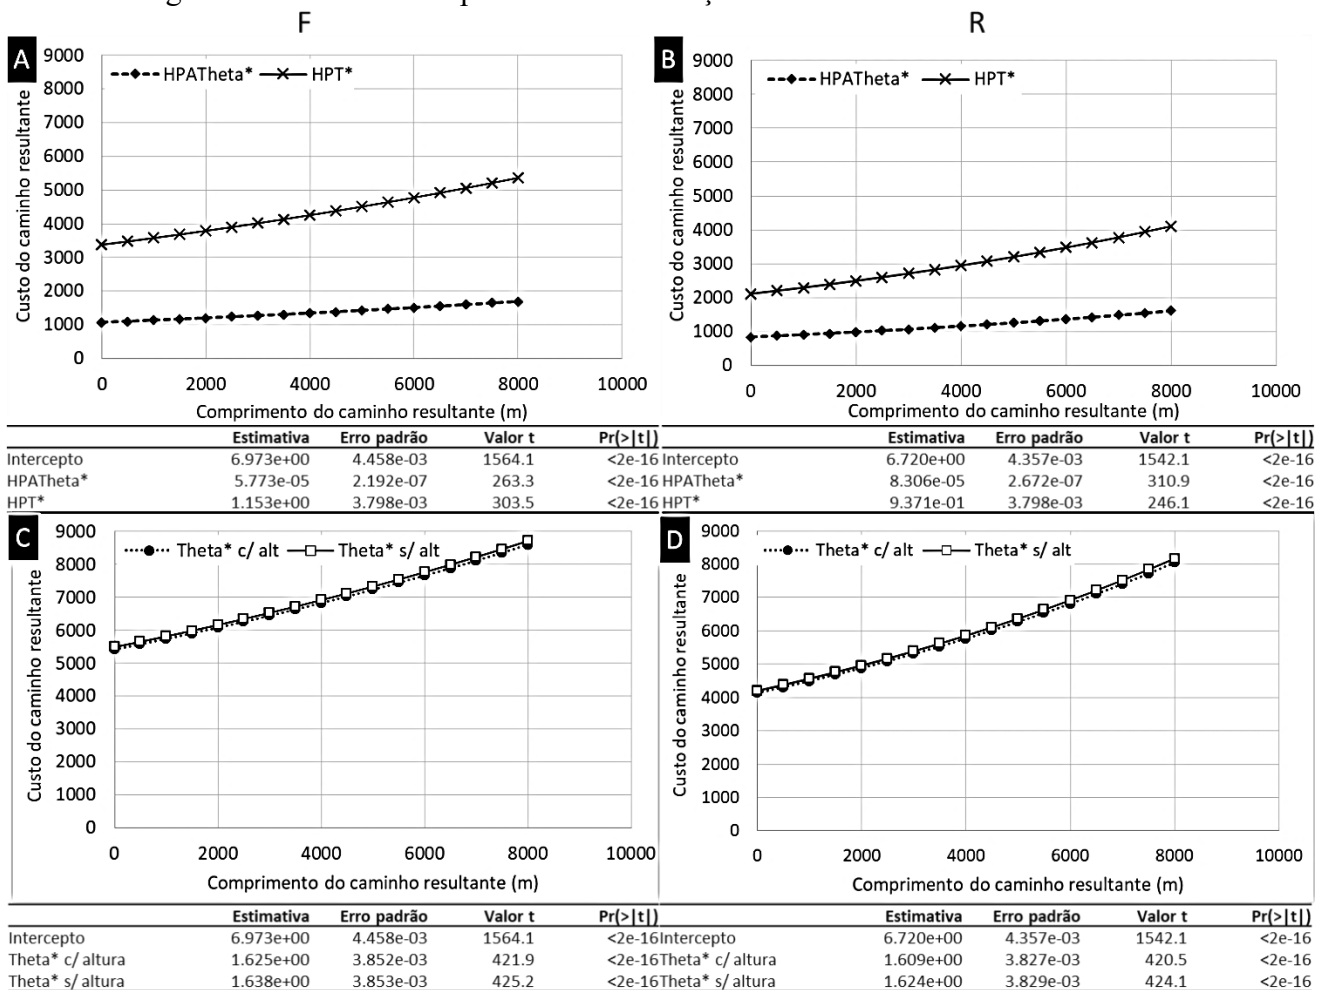 F
R
A
9000
8000
7000
6000
5000
4000
3000
2000
1000
0
Custo do caminho resultante
HPATheta* HPT*
0 2000 4000 6000 8000 10000
Comprimento do caminho resultante (m)
B
9000
8000
7000
6000
5000
4000
3000
2000
1000
0
Custo do caminho resultante
HPATheta* HPT*
0 2000 4000 6000 8000 10000
Comprimento do caminho resultante (m)
Estimativa Erro padrão Valor t Pr(>|t|)
Intercepto 6.973e+00 4.458e-03 1564.1 <2e-16
HPATheta* 5.773e-05 2.192e-07 263.3 <2e-16
HPT* 1.153e+00 3.798e-03 303.5 <2e-16
Estimativa Erro padrão Valor t Pr(>|t|)
Intercepto 6.720e+00 4.357e-03 1542.1 <2e-16
HPATheta* 8.306e-05 2.672e-07 310.9 <2e-16
HPT* 9.371e-01 3.798e-03 246.1 <2e-16
C
9000
8000
7000
6000
5000
4000
3000
2000
1000
0
Custo do caminho resultante
Theta* c/ alt Theta* s/ alt
0 2000 4000 6000 8000 10000
Comprimento do caminho resultante (m)
D
9000
8000
7000
6000
5000
4000
3000
2000
1000
0
Custo do caminho resultante
Theta* c/ alt Theta* s/ alt
0 2000 4000 6000 8000 10000
Comprimento do caminho resultante (m)
Estimativa Erro padrão Valor t Pr(>|t|)
Intercepto 6.973e+00 4.458e-03 1564.1 <2e-16
Theta* c/ altura 1.625e+00 3.852e-03 421.9 <2e-16
Theta* s/ altura 1.638e+00 3.853e-03 425.2 <2e-16
Estimativa Erro padrão Valor t Pr(>|t|)
Intercepto 6.720e+00 4.357e-03 1542.1 <2e-16
Theta* c/ altura 1.609e+00 3.827e-03 420.5 <2e-16
Theta* s/ altura 1.624e+00 3.829e-03 424.1 <2e-16